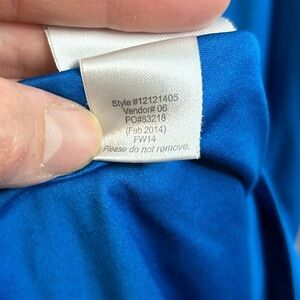 Style #12121405
Vendor# 06
PO#83218
(Feb 2014)
FW14
Please do not remove.